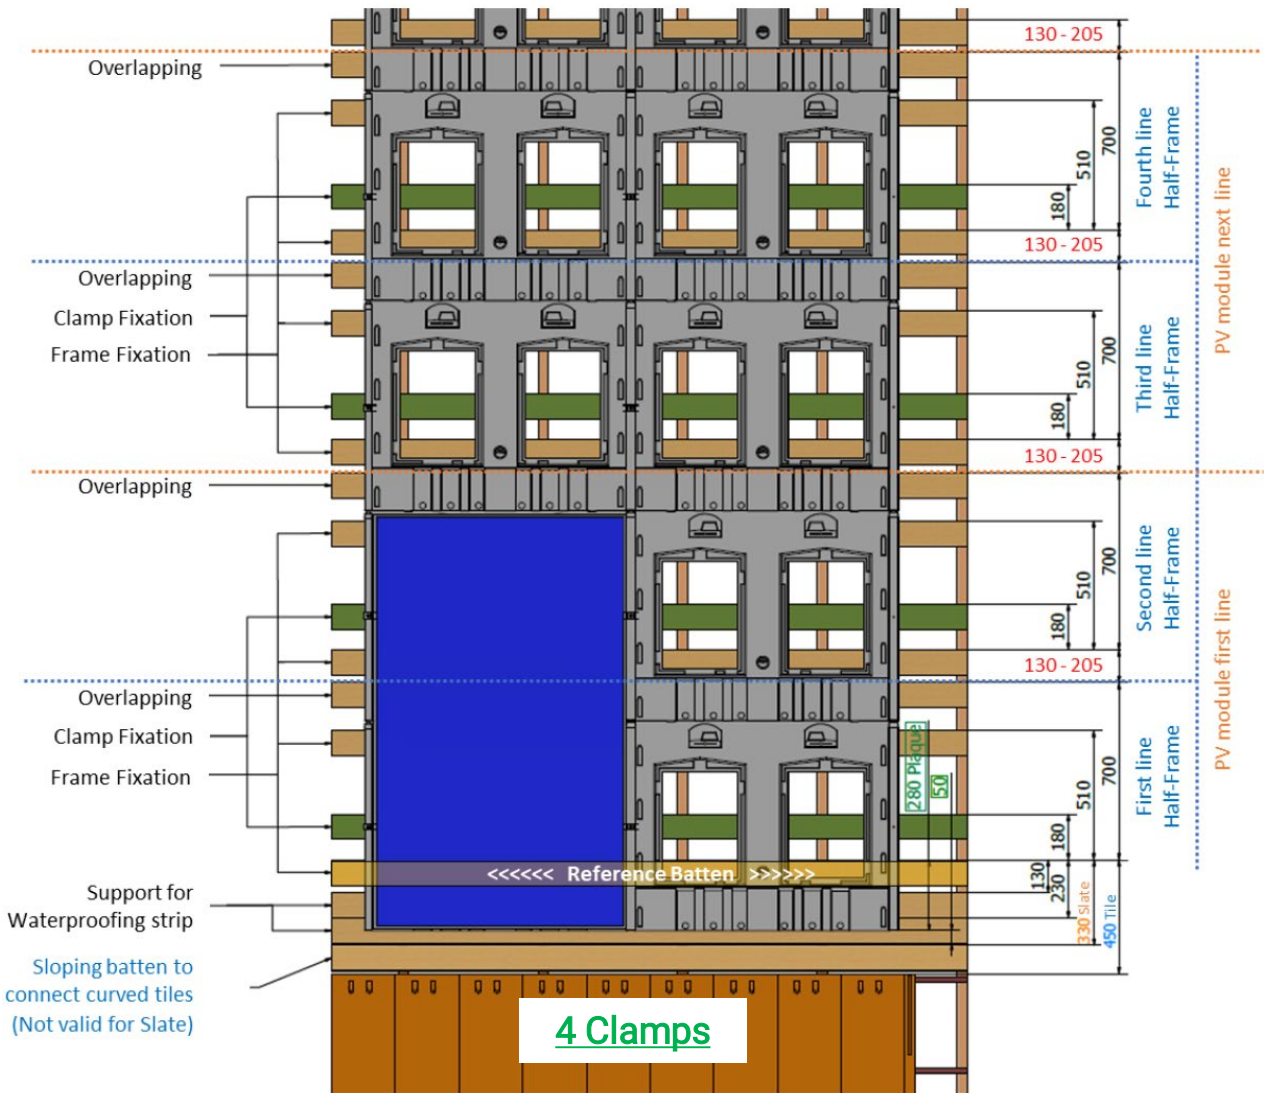 130 - 205
Overlapping
510
700
180
Fourth line
Half-Frame
130 - 205
Overlapping
Clamp Fixation
Frame Fixation
510
700
180
Third line
Half-Frame
PV module next line
130 - 205
Overlapping
510
700
180
Second line
Half-Frame
130 - 205
Overlapping
Clamp Fixation
Frame Fixation
280 Plaque
50
510
700
180
First line
Half-Frame
PV module first line
<<<<<< Reference Batten >>>>>>
130
230
330 Slate
450 Tile
Support for
Waterproofing strip
Sloping batten to
connect curved tiles
(Not valid for Slate)
4 Clamps